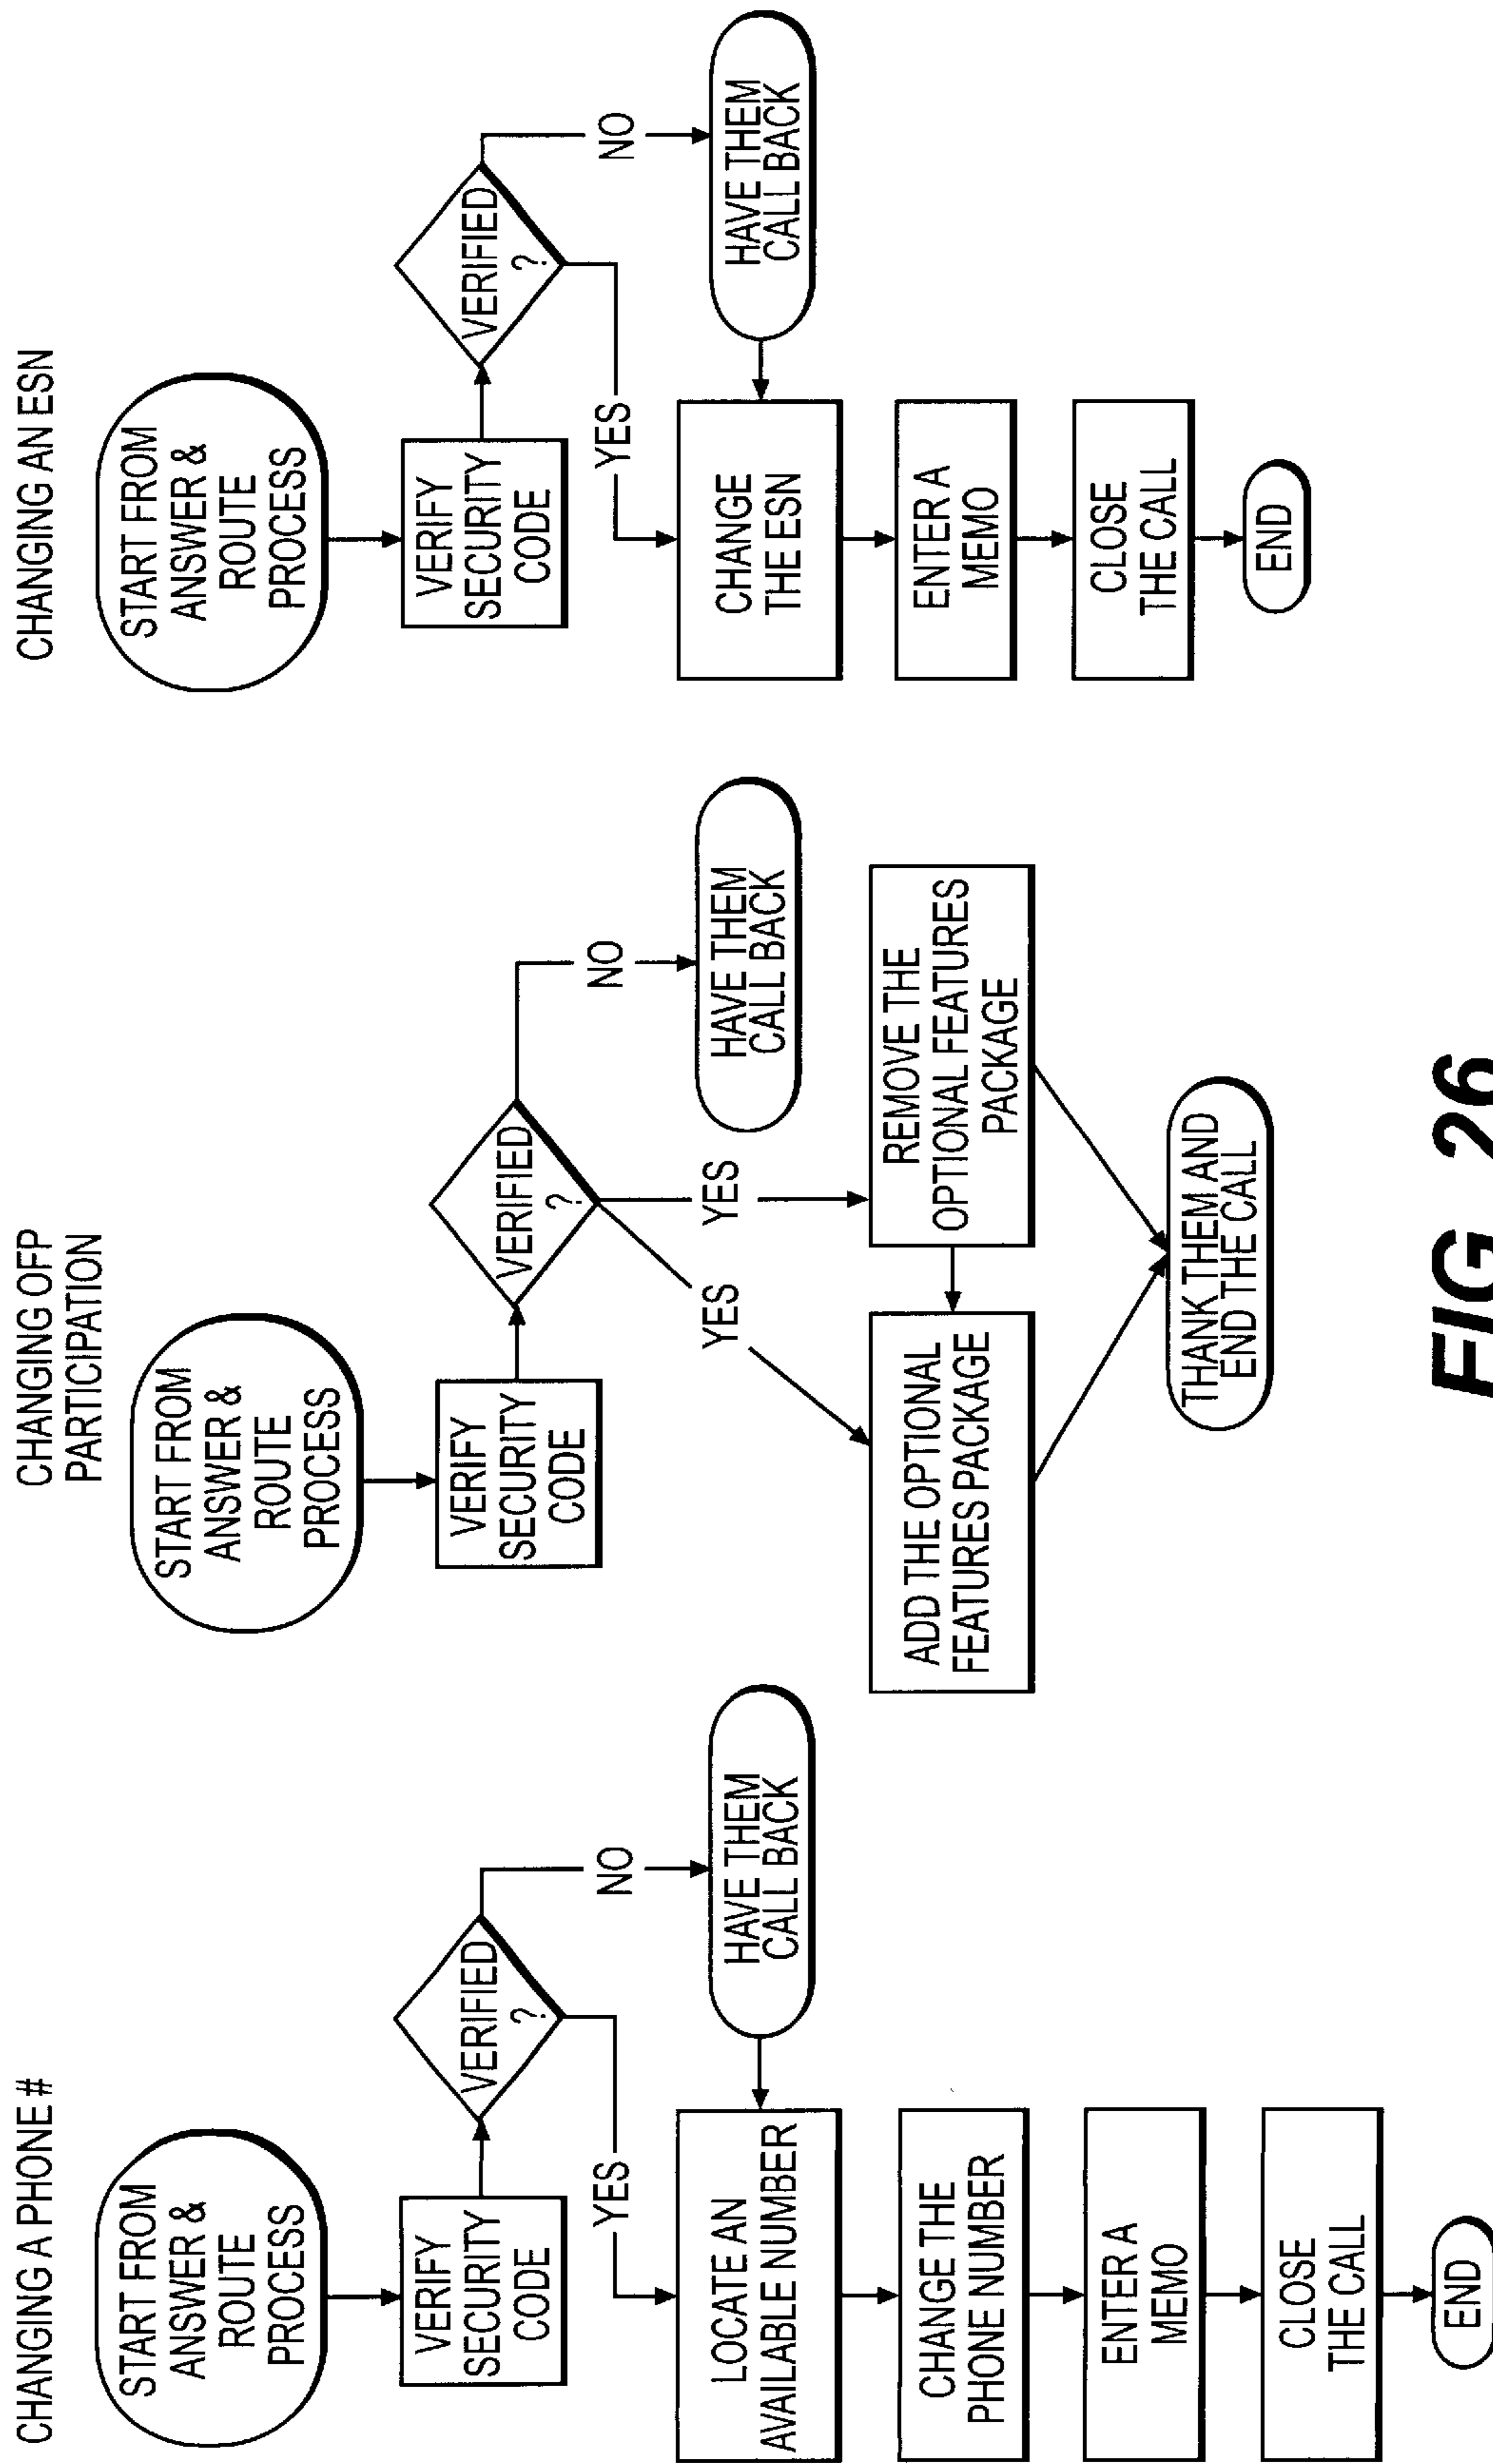 CHANGING A PHONE #
START FROM
ANSWER &
ROUTE
PROCESS
VERIFY
SECURITY
CODE
VERIFIED
?
NO
YES
HAVE THEM
CALL BACK
LOCATE AN
AVAILABLE NUMBER
CHANGE THE
PHONE NUMBER
ENTER A
MEMO
CLOSE
THE CALL
END
CHANGING OFP
PARTICIPATION
START FROM
ANSWER &
ROUTE
PROCESS
VERIFY
SECURITY
CODE
VERIFIED
?
NO
YES
YES
HAVE THEM
CALL BACK
ADD THE OPTIONAL
FEATURES PACKAGE
REMOVE THE
OPTIONAL FEATURES
PACKAGE
THANK THEM AND
END THE CALL
CHANGING AN ESN
START FROM
ANSWER &
ROUTE
PROCESS
VERIFY
SECURITY
CODE
VERIFIED
?
NO
YES
HAVE THEM
CALL BACK
CHANGE
THE ESN
ENTER A
MEMO
CLOSE
THE CALL
END
FIG_26